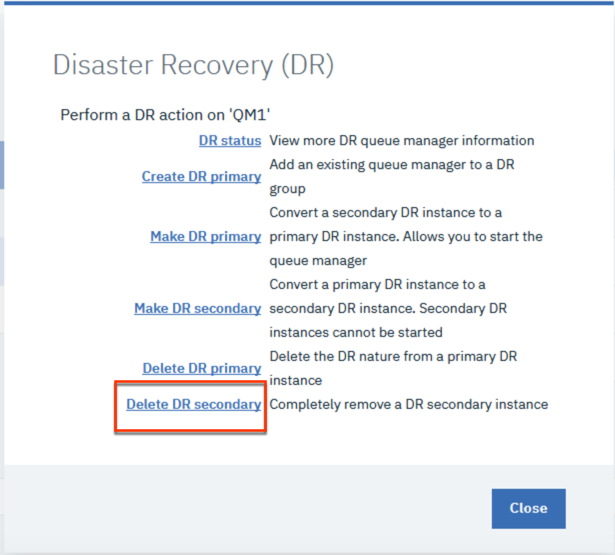 Disaster Recovery (DR)
Perform a DR action on 'QM1'
DR status View more DR queue manager information
Create DR primary Add an existing queue manager to a DR
group
Make DR primary Convert a secondary DR instance to a
primary DR instance. Allows you to start the
queue manager
Make DR secondary Convert a primary DR instance to a
secondary DR instance. Secondary DR
instances cannot be started
Delete DR primary Delete the DR nature from a primary DR
instance
Delete DR secondary Completely remove a DR secondary instance
Close